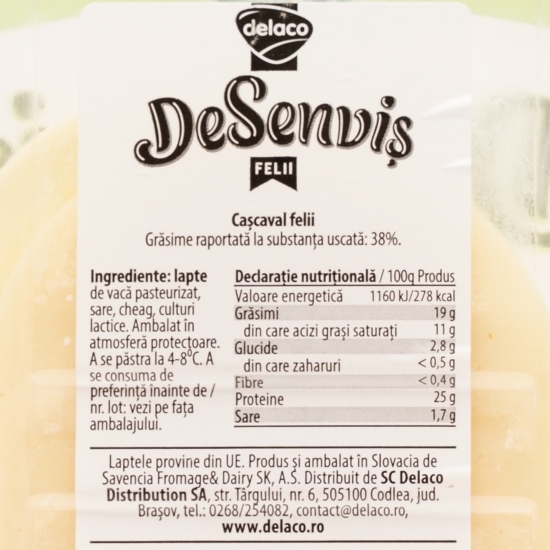 delaco
DeSenviș
FELII
Cașcaval felii
Grăsime raportată la substanța uscată: 38%.
Ingrediente: lapte
de vacă pasteurizat,
sare, cheag, culturi
lactice. Ambalat în
atmosferă protectoare.
A se păstra la 4-8⁰C. A
se consuma de
preferință înainte de /
nr. lot: vezi pe fața
ambalajului.
Declarație nutrițională / 100g Produs
Valoare energetică 1160 kJ/278 kcal
Grăsimi 19 g
din care acizi grași saturați 11 g
Glucide 2,8 g
din care zaharuri < 0,5 g
Fibre < 0,4 g
Proteine 25 g
Sare 1,7 g
Laptele provine din UE. Produs și ambalat în Slovacia de
Savencia Fromage& Dairy SK, A.S. Distribuit de SC Delaco
Distribution SA, str. Târgului, nr. 6, 505100 Codlea, jud.
Brașov, tel.: 0268/254082, contact@delaco.ro,
www.delaco.ro